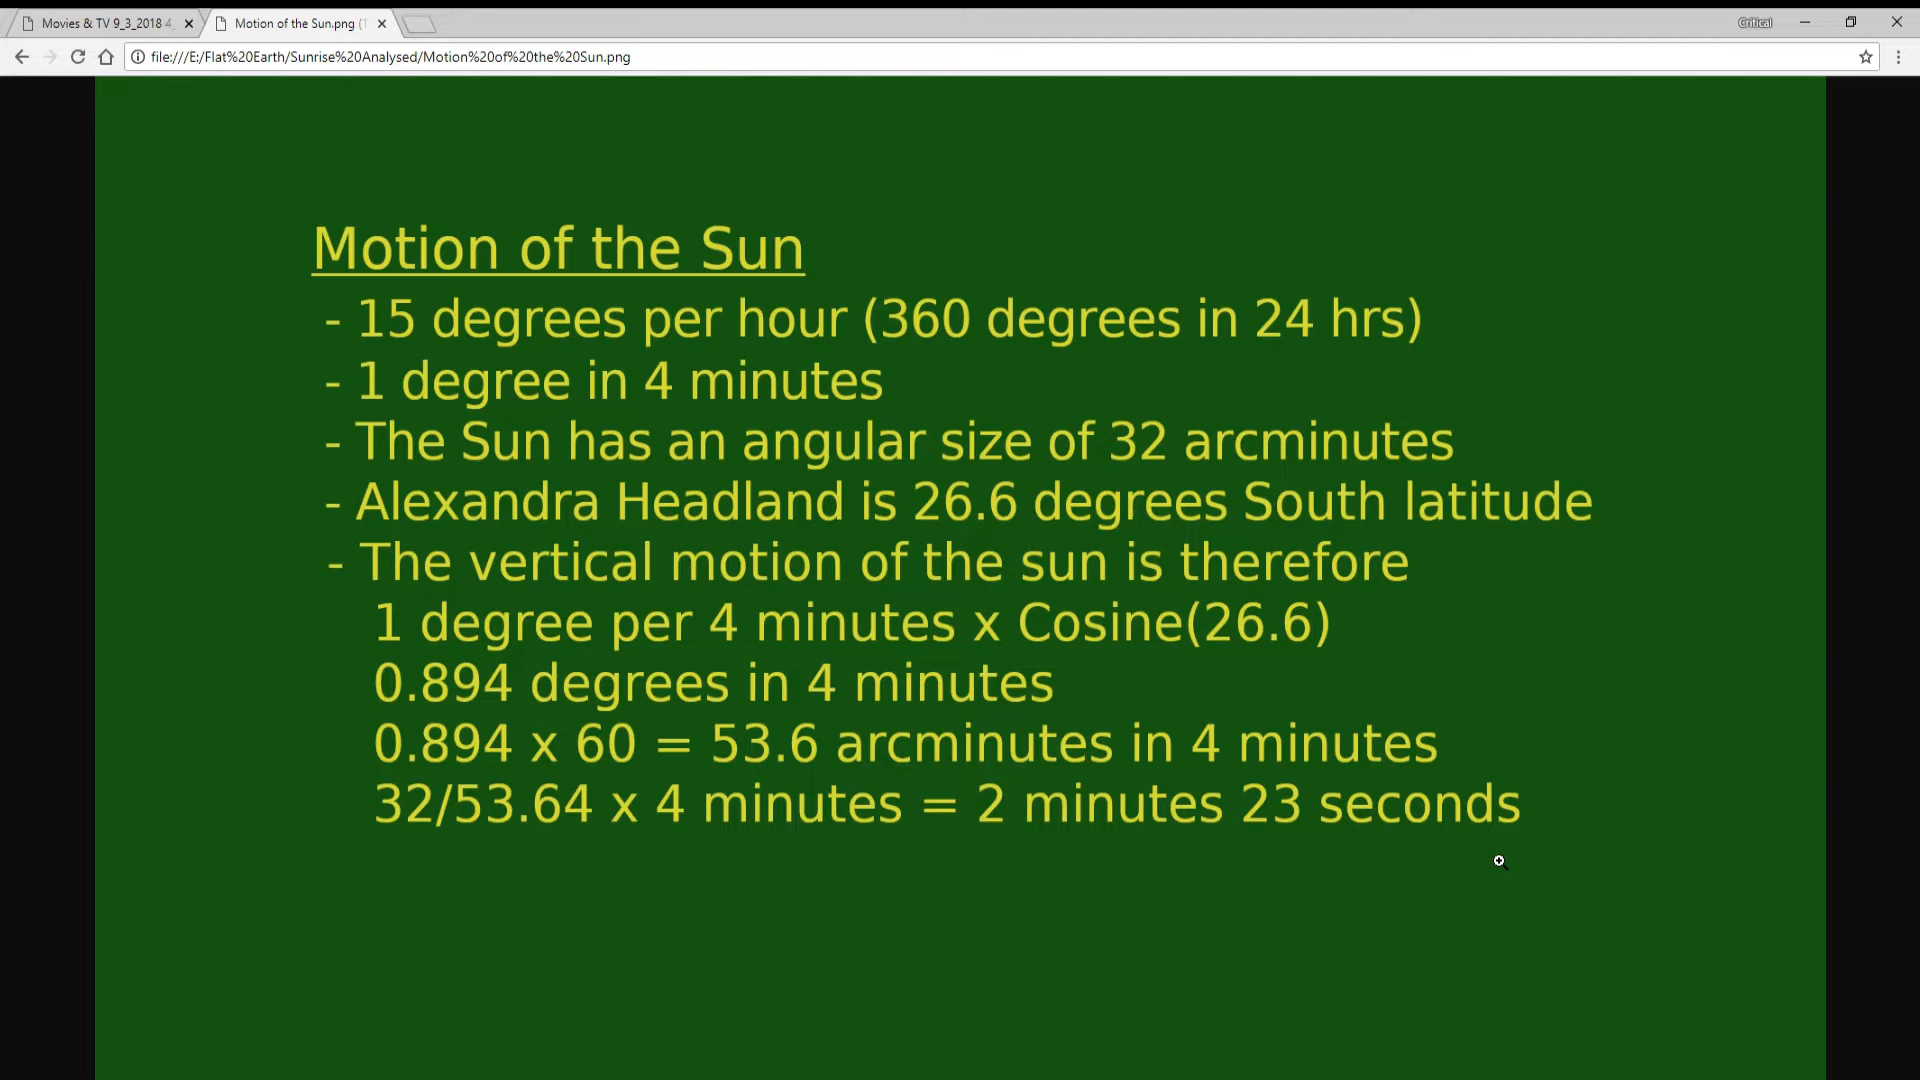 Movies & TV 9_3_2018 4
Motion of the Sun.png (1
Critical
file:///E:/Flat%20Earth/Sunrise%20Analysed/Motion%20of%20the%20Sun.png
Motion of the Sun
- 15 degrees per hour (360 degrees in 24 hrs)
- 1 degree in 4 minutes
- The Sun has an angular size of 32 arcminutes
- Alexandra Headland is 26.6 degrees South latitude
- The vertical motion of the sun is therefore
1 degree per 4 minutes x Cosine(26.6)
0.894 degrees in 4 minutes
0.894 x 60 = 53.6 arcminutes in 4 minutes
32/53.64 x 4 minutes = 2 minutes 23 seconds